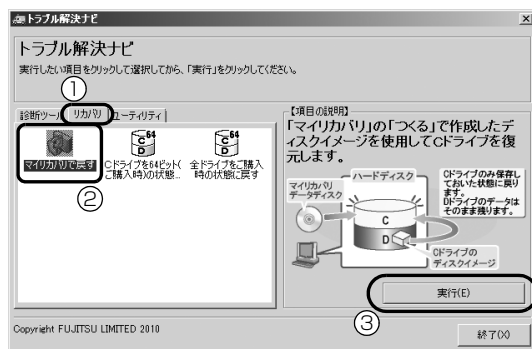 トラブル解決ナビ
トラブル解決ナビ
実行したい項目をクリックして選択してから、「実行」をクリックしてください。
①
診断ツール リカバリ ユーティリティ
マイリカバリで戻す
Cドライブを64ビット(ご購入時)の状態...
全ドライブをご購入時の状態に戻す
②
【項目の説明】
「マイリカバリ」の「つくる」で作成したデ
ィスクイメージを使用してCドライブを復
元します。
マイリカバリ
データディスク
ハードディスク
Cドライブのみ保存し
ておいた状態に戻り
ます。
Dドライブのデータは
そのまま残ります。
C
D
Cドライブの
ディスクイメージ
実行(E)
③
Copyright FUJITSU LIMITED 2010
終了(X)